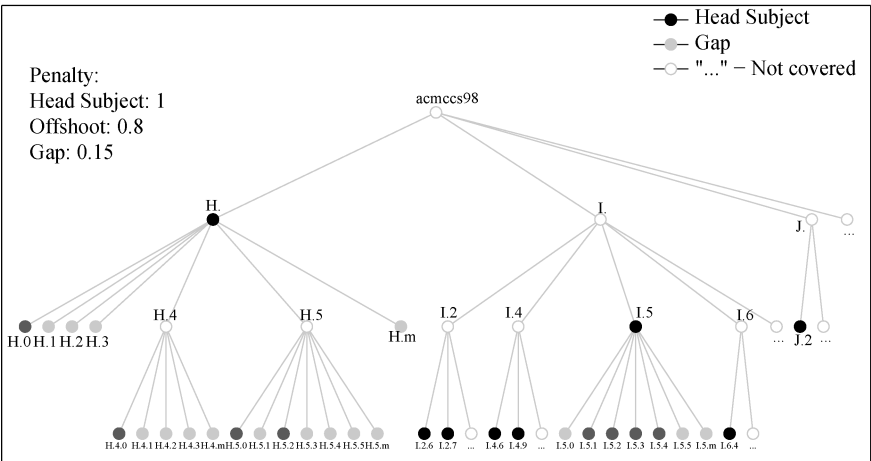 Head Subject
Gap
"..." − Not covered
Penalty:
Head Subject: 1
Offshoot: 0.8
Gap: 0.15
acmccs98
H. I. J. ...
H.0 H.1 H.2 H.3 H.4 H.5 H.m I.2 I.4 I.5 I.6 ... J.2 ...
H.4.0 H.4.1 H.4.2 H.4.3 H.4.m H.5.0 H.5.1 H.5.2 H.5.3 H.5.4 H.5.5 H.5.m I.2.6 I.2.7 ... I.4.6 I.4.9 ... I.5.0 I.5.1 I.5.2 I.5.3 I.5.4 I.5.5 I.5.m I.6.4 ...